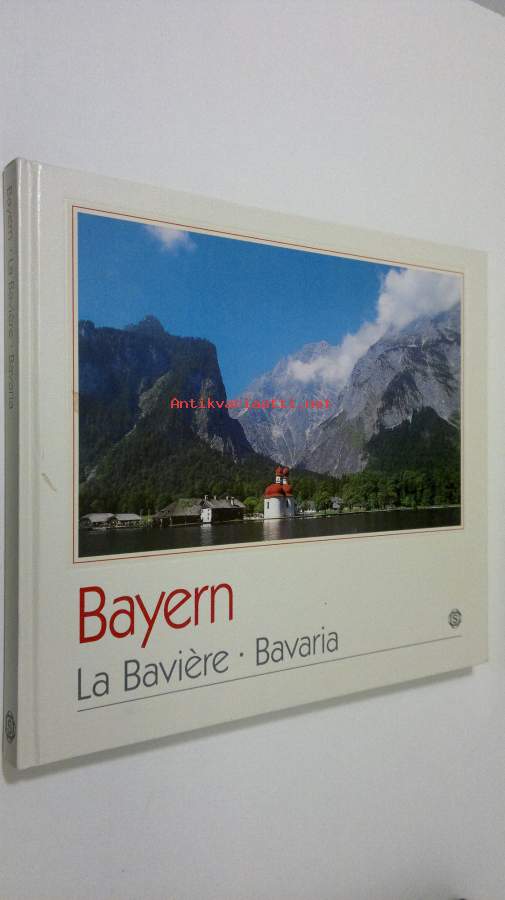 Bayern · La Bavière · Bavaria
Antikvariaatti.net
Bayern
La Bavière · Bavaria
S